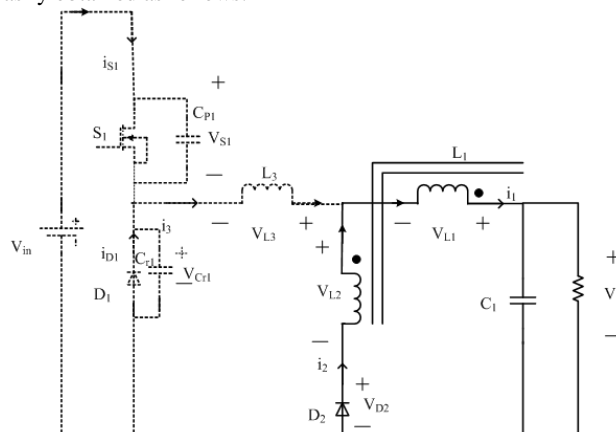 i_S1
+
C_P1
S_1
V_S1
—
L_1
L_3
i_1
i_3
— +
— +
V_in
i_D1
C_r1
+
V_L3
+
V_L1
V_Cr1
—
D_1
V_L2
C_1
+
V
—
—
i_2
+
D_2
V_D2
—